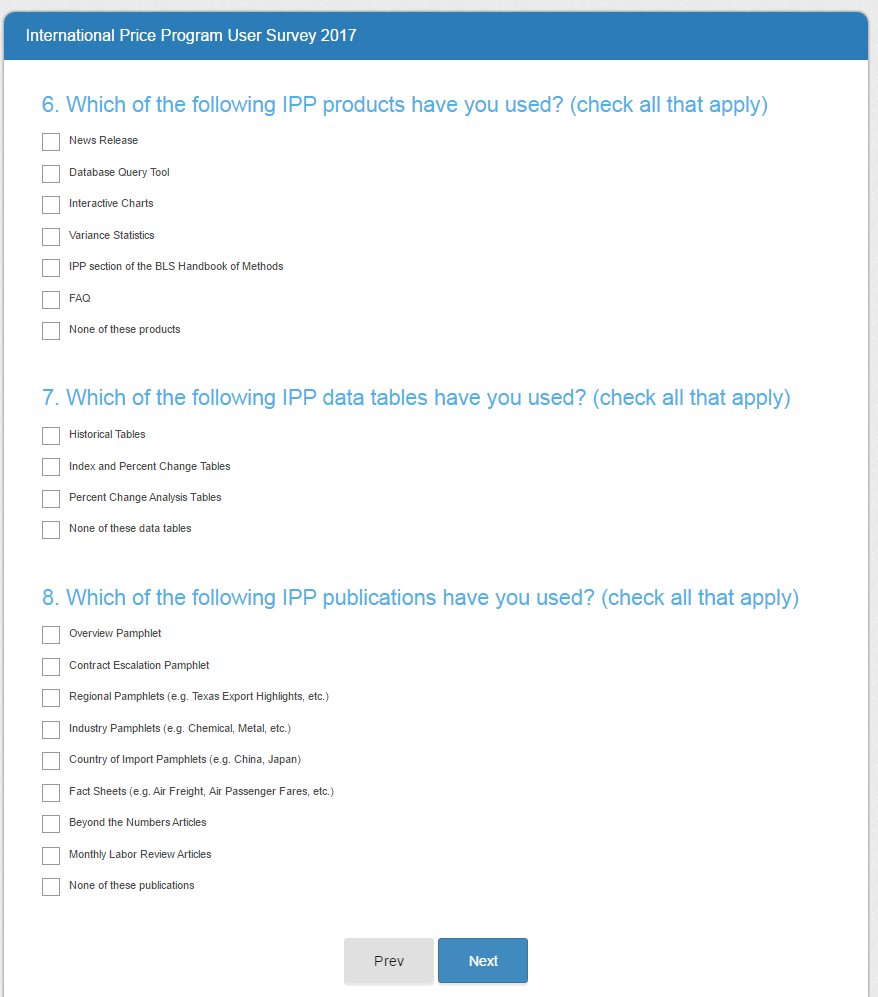 International Price Program User Survey 2017
6. Which of the following IPP products have you used? (check all that apply)
News Release
Database Query Tool
Interactive Charts
Variance Statistics
IPP section of the BLS Handbook of Methods
FAQ
None of these products
7. Which of the following IPP data tables have you used? (check all that apply)
Historical Tables
Index and Percent Change Tables
Percent Change Analysis Tables
None of these data tables
8. Which of the following IPP publications have you used? (check all that apply)
Overview Pamphlet
Contract Escalation Pamphlet
Regional Pamphlets (e.g. Texas Export Highlights, etc.)
Industry Pamphlets (e.g. Chemical, Metal, etc.)
Country of Import Pamphlets (e.g. China, Japan)
Fact Sheets (e.g. Air Freight, Air Passenger Fares, etc.)
Beyond the Numbers Articles
Monthly Labor Review Articles
None of these publications
Prev Next